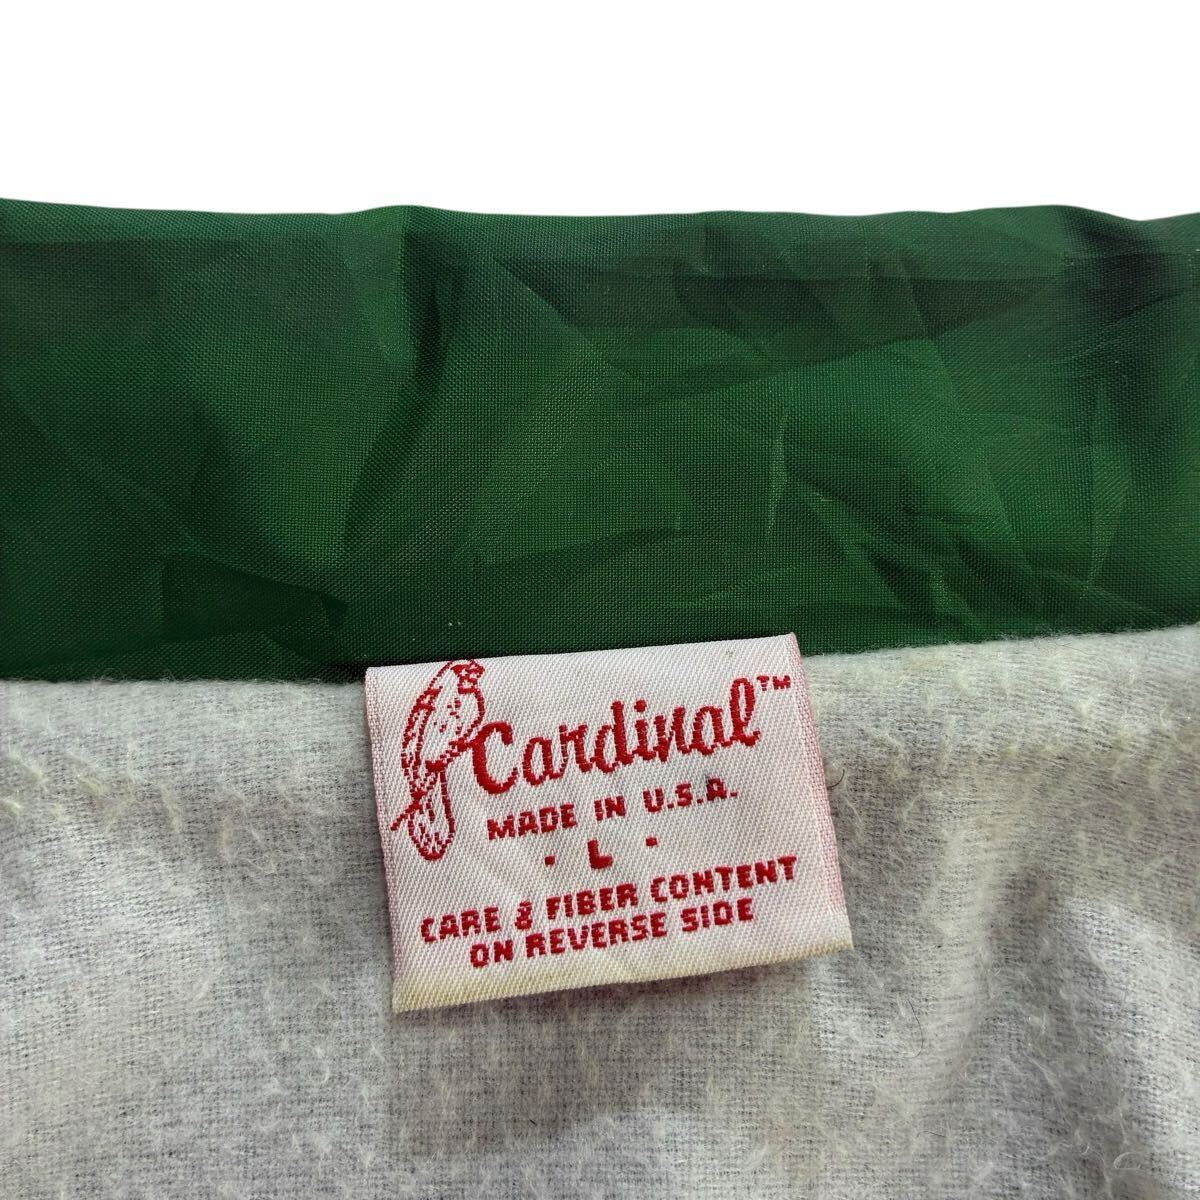 Cardinal™
MADE IN U.S.A.
· L ·
CARE & FIBER CONTENT
ON REVERSE SIDE